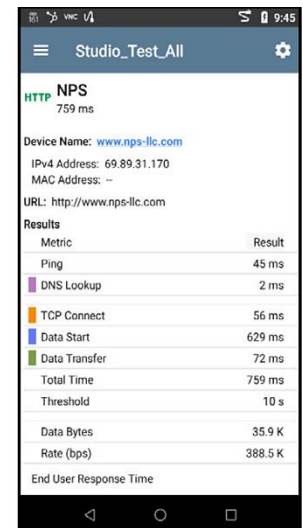 VNC
9:45
Studio_Test_All
HTTP NPS
759 ms
Device Name: www.nps-llc.com
IPv4 Address: 69.89.31.170
MAC Address: --
URL: http://www.nps-llc.com
Results
Metric Result
Ping 45 ms
DNS Lookup 2 ms
TCP Connect 56 ms
Data Start 629 ms
Data Transfer 72 ms
Total Time 759 ms
Threshold 10 s
Data Bytes 35.9 K
Rate (bps) 388.5 K
End User Response Time